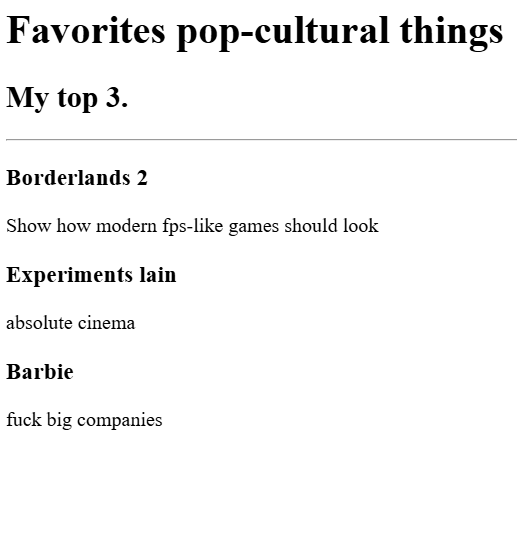 Favorites pop-cultural things
My top 3.
Borderlands 2
Show how modern fps-like games should look
Experiments lain
absolute cinema
Barbie
fuck big companies